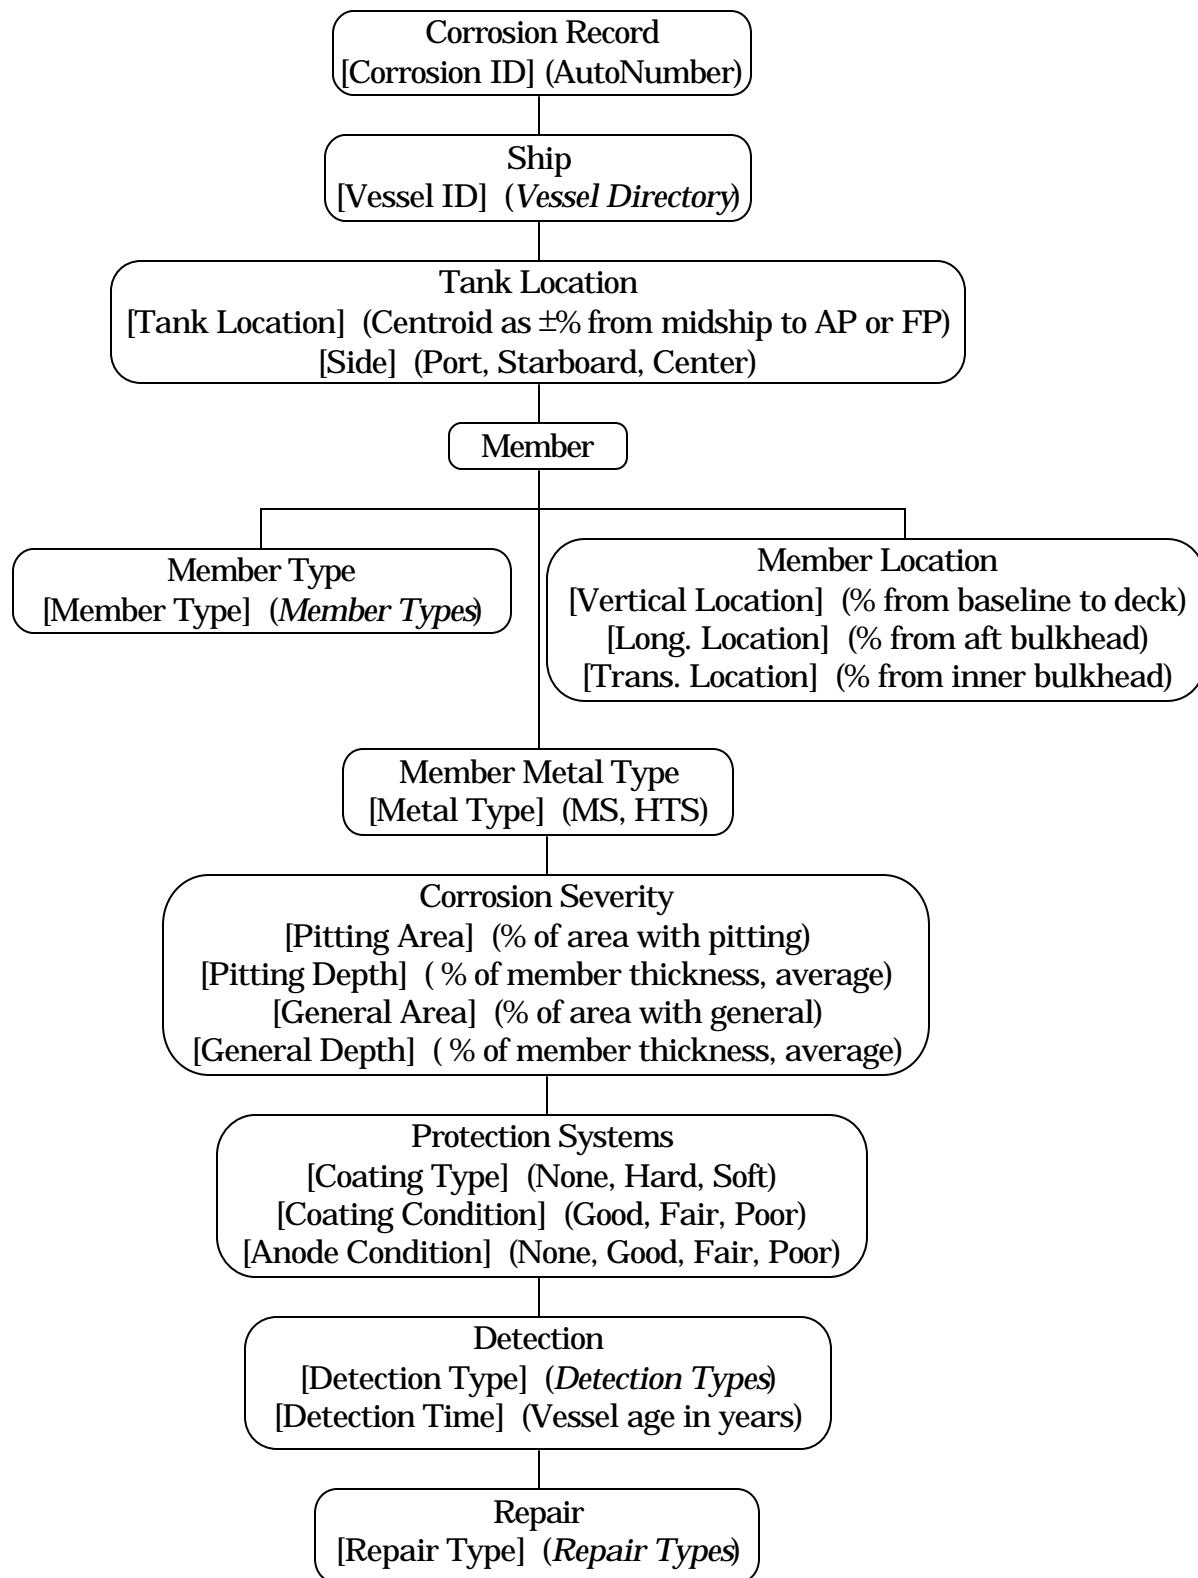 Corrosion Record
[Corrosion ID] (AutoNumber)
Ship
[Vessel ID] (Vessel Directory)
Tank Location
[Tank Location] (Centroid as ±% from midship to AP or FP)
[Side] (Port, Starboard, Center)
Member
Member Type
[Member Type] (Member Types)
Member Location
[Vertical Location] (% from baseline to deck)
[Long. Location] (% from aft bulkhead)
[Trans. Location] (% from inner bulkhead)
Member Metal Type
[Metal Type] (MS, HTS)
Corrosion Severity
[Pitting Area] (% of area with pitting)
[Pitting Depth] ( % of member thickness, average)
[General Area] (% of area with general)
[General Depth] ( % of member thickness, average)
Protection Systems
[Coating Type] (None, Hard, Soft)
[Coating Condition] (Good, Fair, Poor)
[Anode Condition] (None, Good, Fair, Poor)
Detection
[Detection Type] (Detection Types)
[Detection Time] (Vessel age in years)
Repair
[Repair Type] (Repair Types)